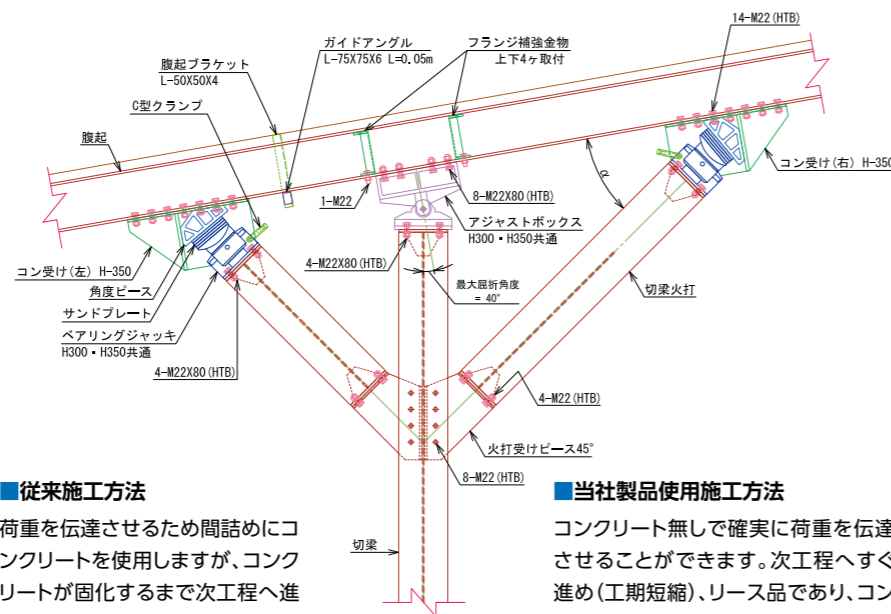 14-M22(HTB)
ガイドアングル
L-75X75X6 L=0.05m
フランジ補強金物
上下4ヶ取付
腹起ブラケット
L-50X50X4
C型クランプ
腹起
コン受け(右) H-350
α
1-M22
8-M22X80(HTB)
アジャストボックス
H300・H350共通
4-M22X80(HTB)
最大屈折角度
= 40°
切梁火打
コン受け(左) H-350
角度ピース
サンドプレート
ベアリングジャッキ
H300・H350共通
4-M22X80(HTB)
4-M22(HTB)
火打受けピース45°
8-M22(HTB)
切梁
■従来施工方法
荷重を伝達させるため間詰めにコ
ンクリートを使用しますが、コンク
リートが固化するまで次工程へ進
■当社製品使用施工方法
コンクリート無しで確実に荷重を伝達
させることができます。次工程へすぐ
進め(工期短縮)、リース品であり、コン